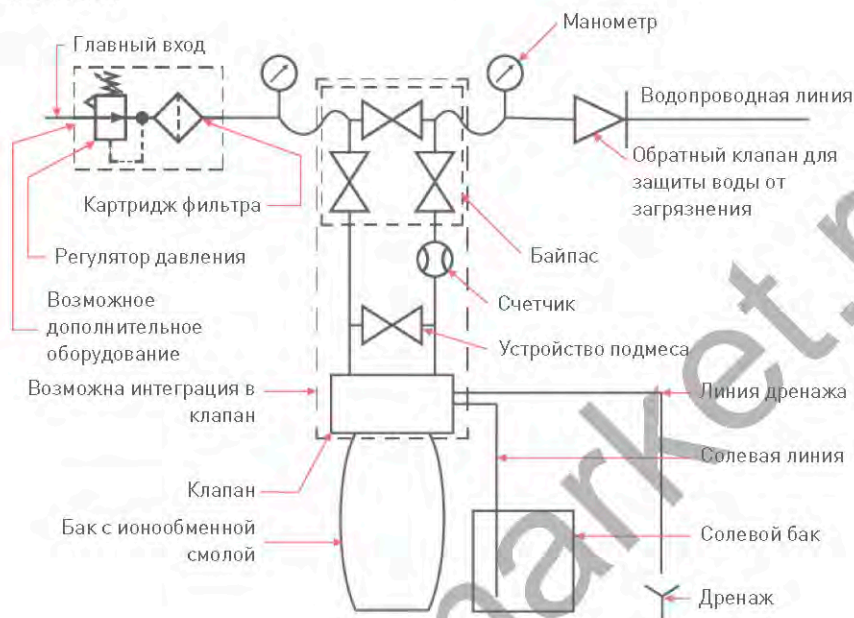 Манометр
Главный вход
Водопроводная линия
Обратный клапан для
защиты воды от
загрязнения
Картридж фильтра
Байпас
Регулятор давления
Счетчик
Возможное
дополнительное
оборудование
Устройство подмеса
Возможна интеграция в
клапан
Линия дренажа
Солевая линия
Клапан
Бак с ионообменной
смолой
Солевой бак
Дренаж